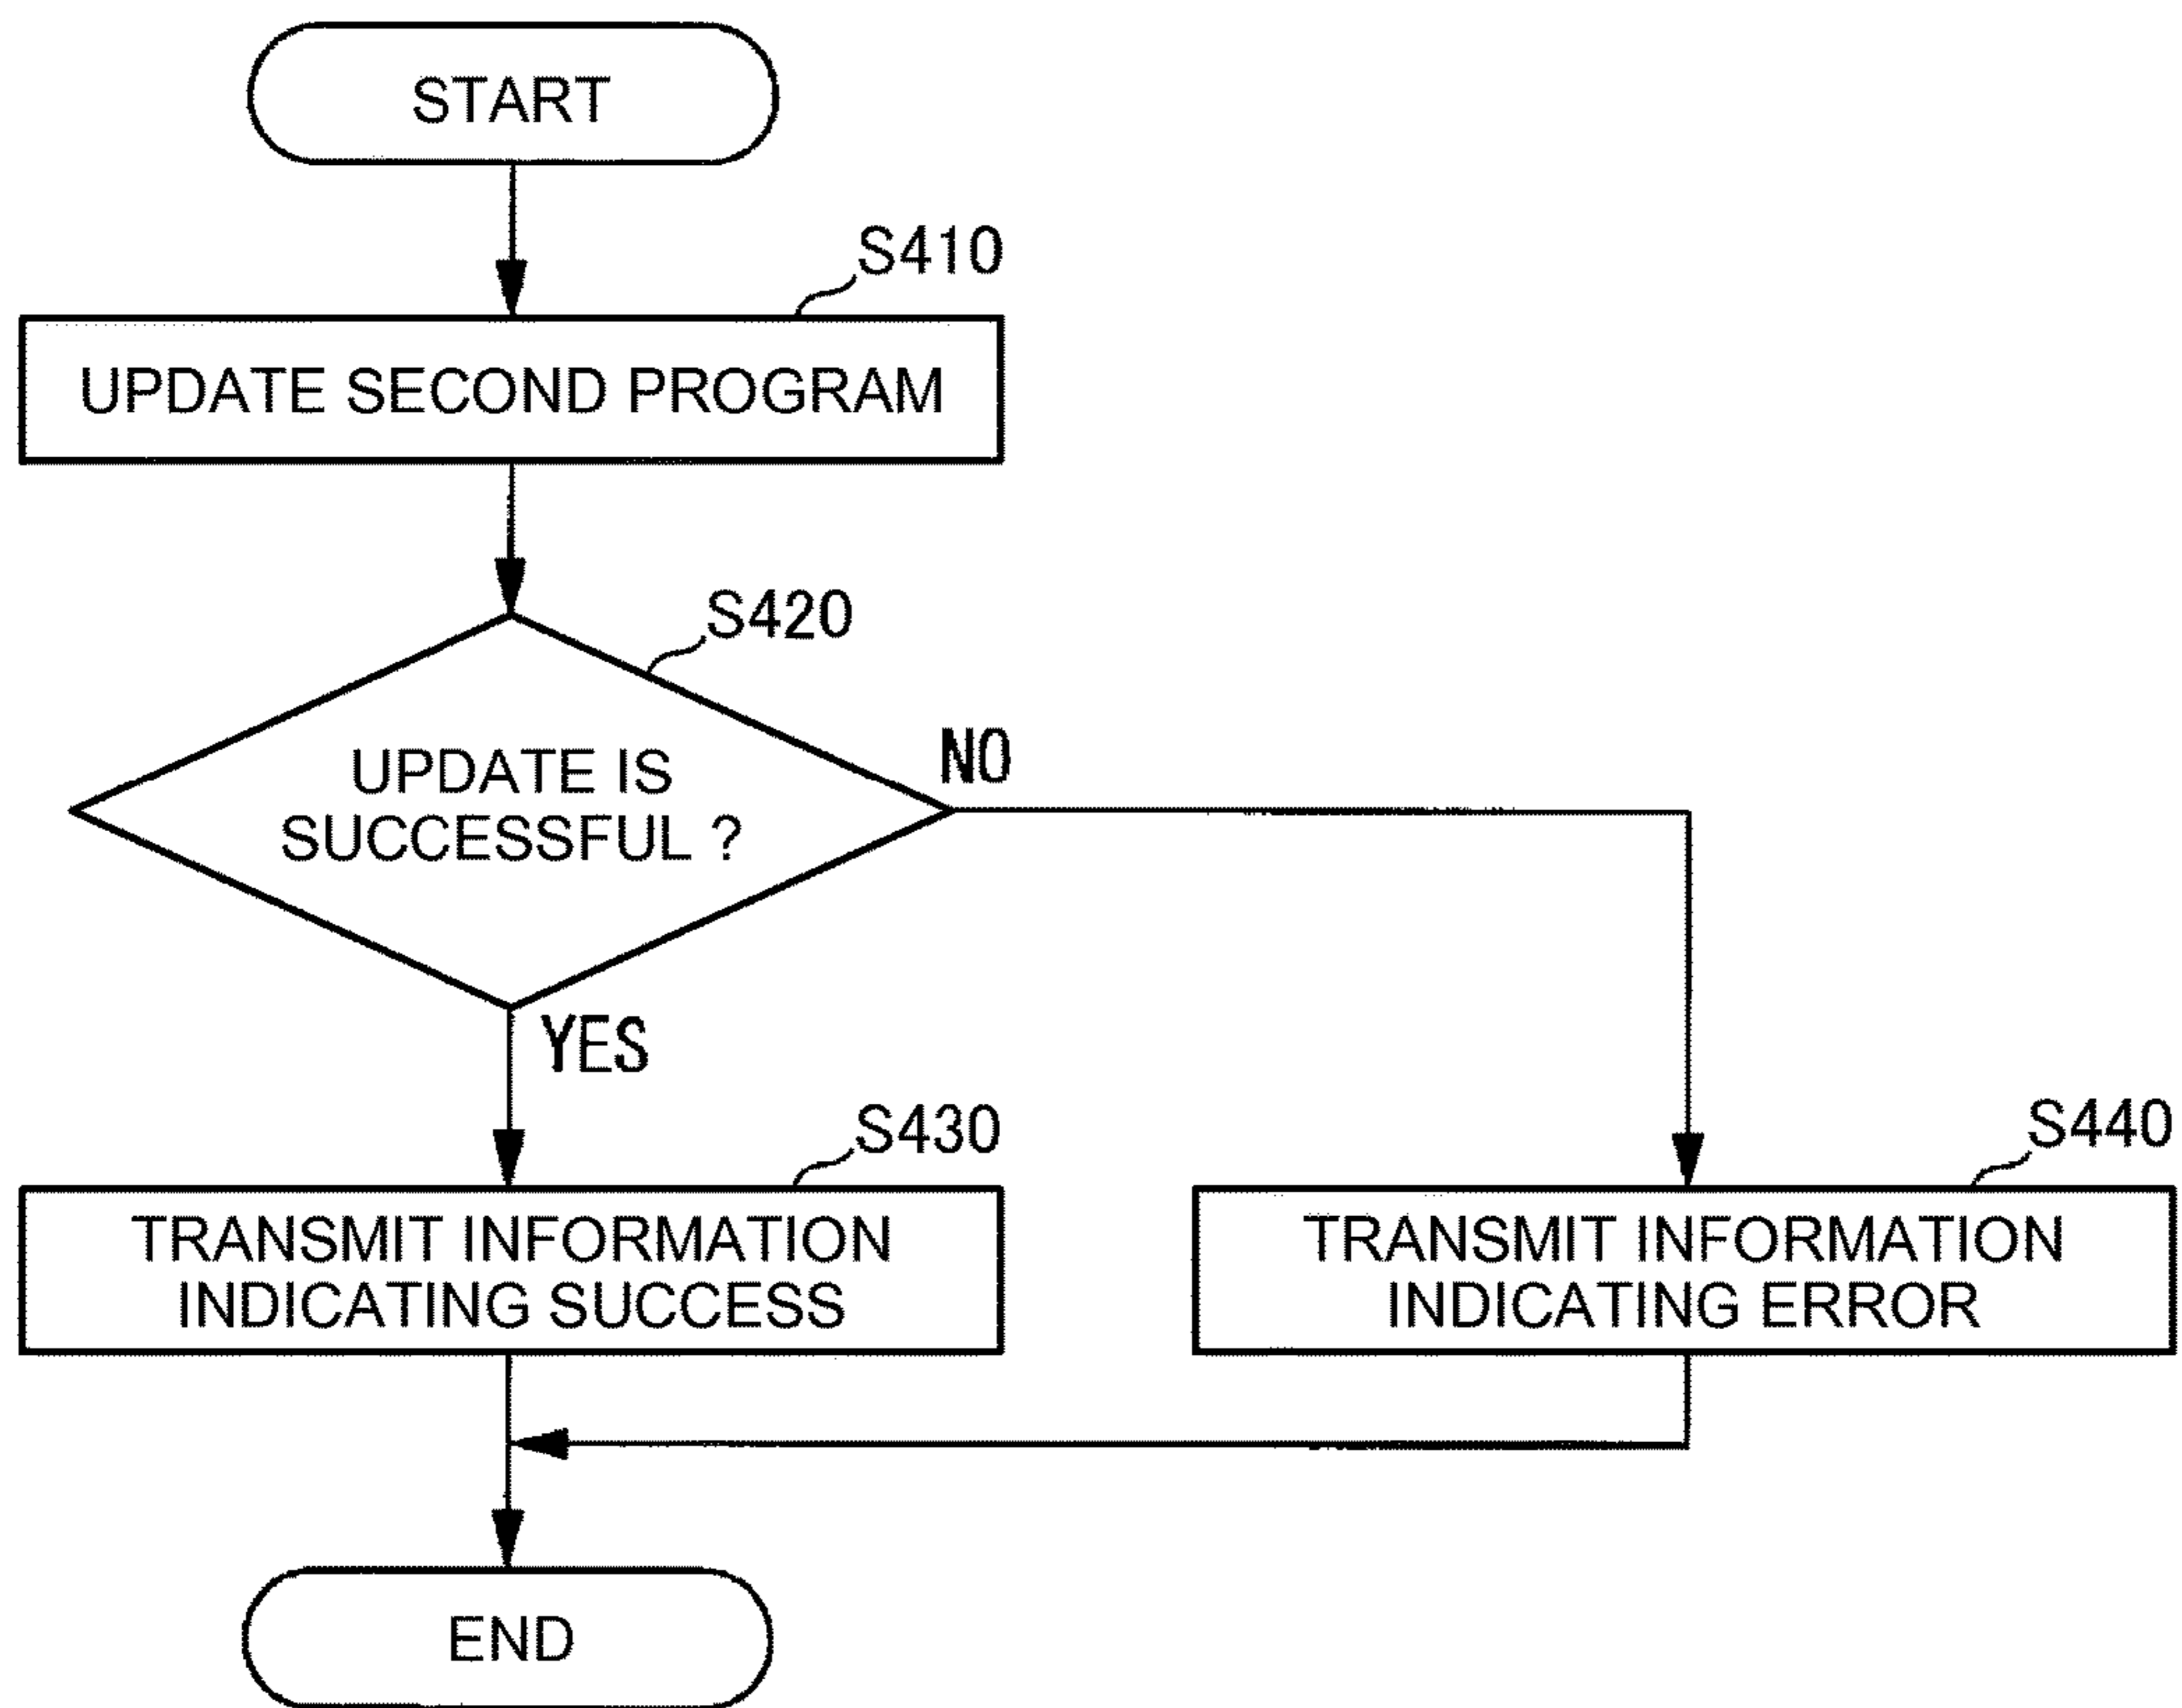 START
S410
UPDATE SECOND PROGRAM
S420
UPDATE IS
SUCCESSFUL ?
NO
YES
S430
TRANSMIT INFORMATION
INDICATING SUCCESS
S440
TRANSMIT INFORMATION
INDICATING ERROR
END